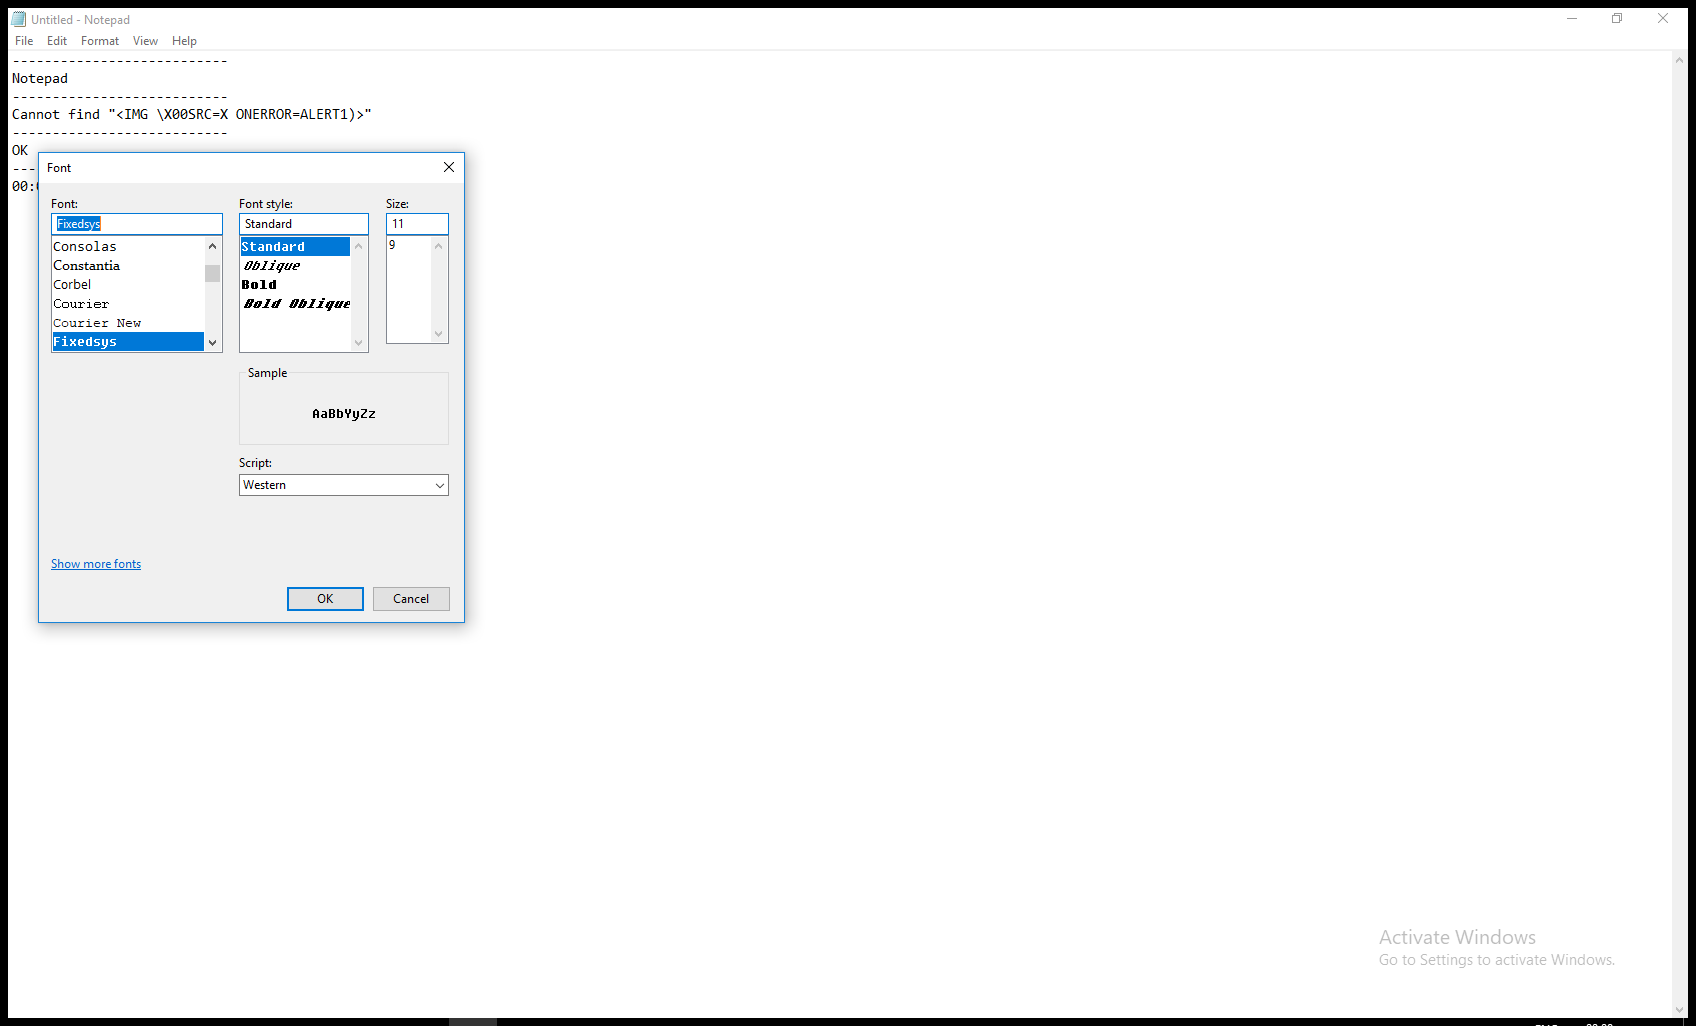 Untitled - Notepad
File Edit Format View Help
---------------------------
Notepad
---------------------------
Cannot find "<IMG \X00SRC=X ONERROR=ALERT1)>"
---------------------------
OK
---
00:
Font
Font:
Font style:
Size:
Fixedsys
Standard
11
Consolas
Constantia
Corbel
Courier
Courier New
Fixedsys
Standard
Oblique
Bold
Bold Oblique
9
Sample
AaBbYyZz
Script:
Western
Show more fonts
OK
Cancel
Activate Windows
Go to Settings to activate Windows.